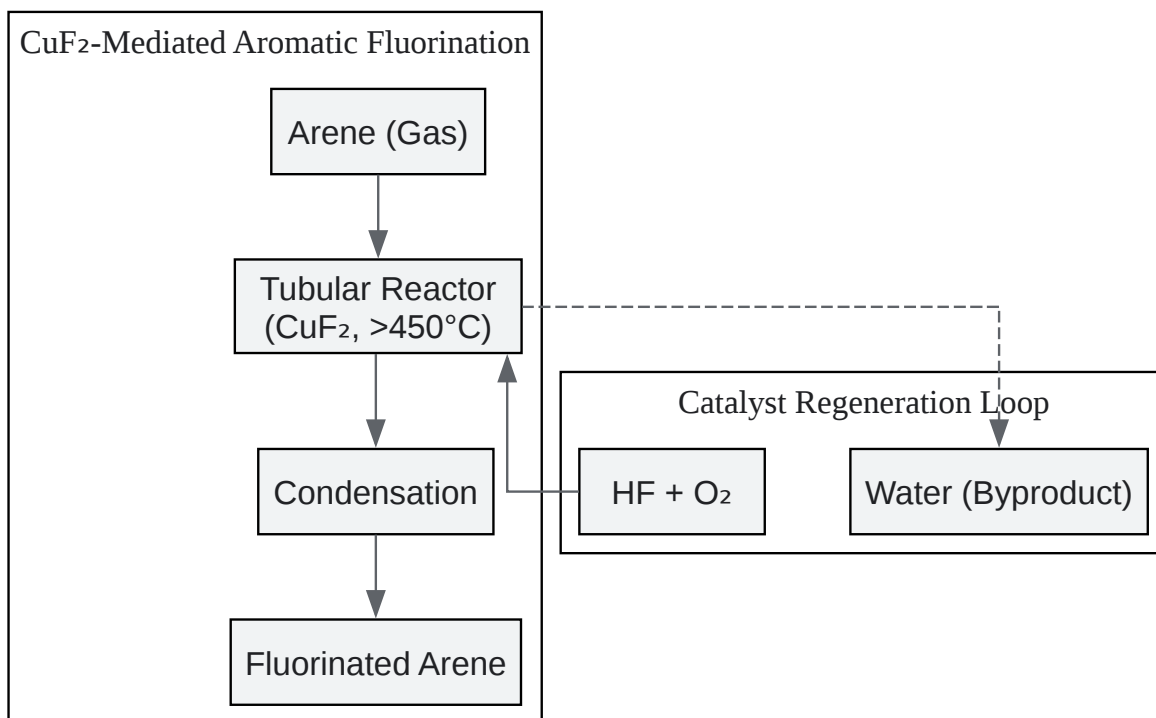 CuF₂-Mediated Aromatic Fluorination
Arene (Gas)
Tubular Reactor
(CuF₂, >450°C)
Catalyst Regeneration Loop
Condensation
HF + O₂
Water (Byproduct)
Fluorinated Arene